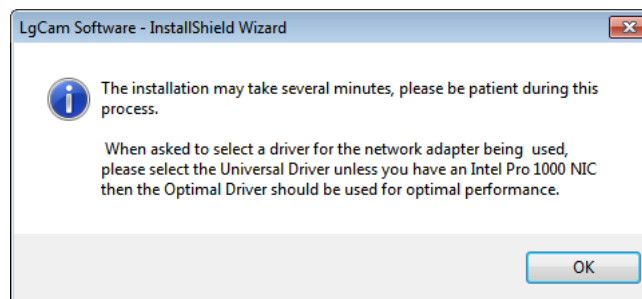 LgCam Software - InstallShield Wizard
The installation may take several minutes, please be patient during this
process.
When asked to select a driver for the network adapter being  used,
please select the Universal Driver unless you have an Intel Pro 1000 NIC
then the Optimal Driver should be used for optimal performance.
OK